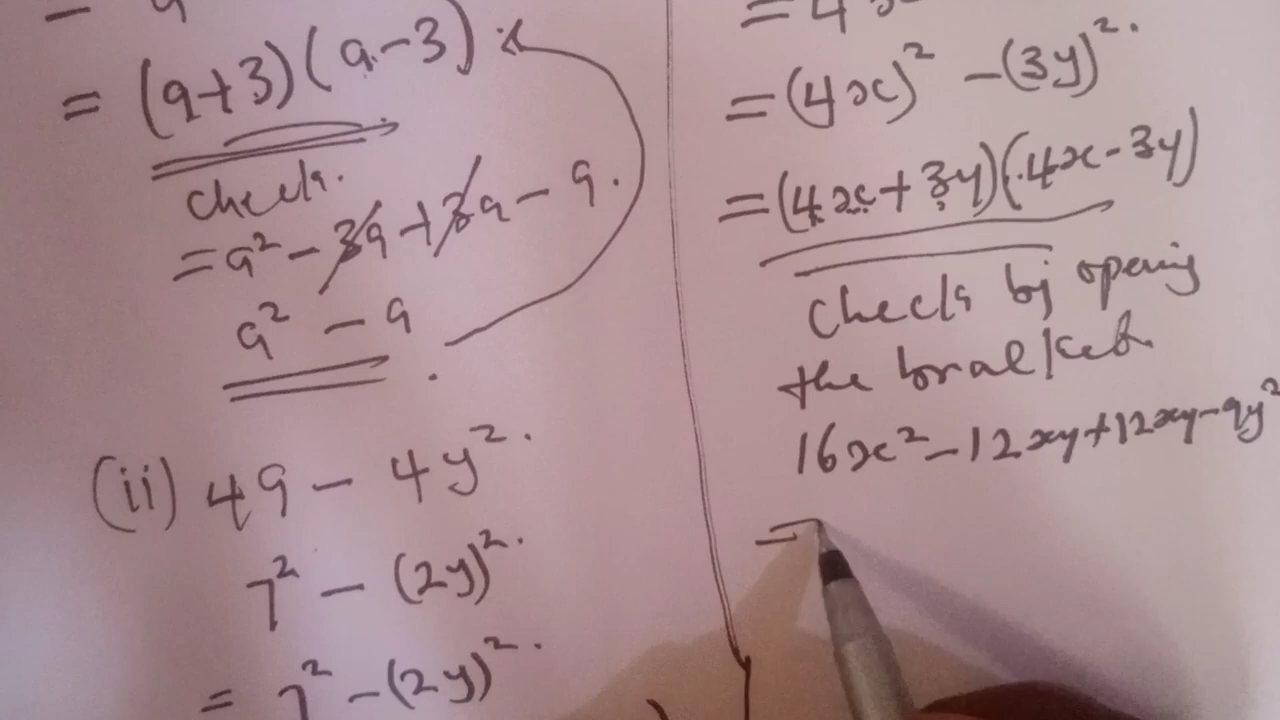 = (a+3)(a-3)
check.
= a² - 3a + 3a - 9.
a² - 9
(ii) 49 - 4y².
7² - (2y)².
= 7² - (2y)².
= (4x)² - (3y)².
= (4x + 3y)(4x - 3y)
Check by opening
the bracket.
16x² - 12xy + 12xy - 9y²
=